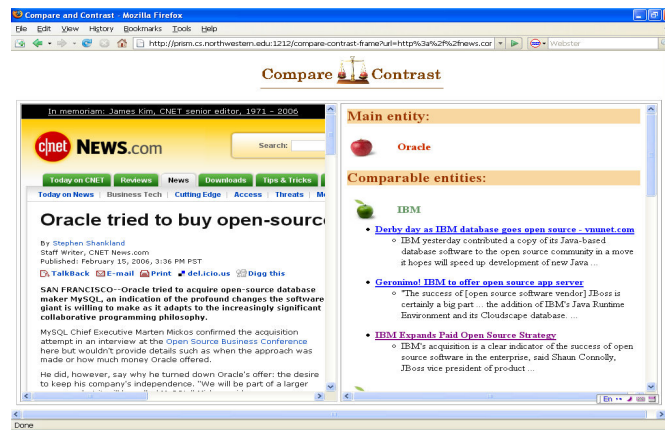 Compare and Contrast - Mozilla Firefox
File Edit View History Bookmarks Tools Help
http://prism.cs.northwestern.edu:1212/compare-contrast-frame?url=http%3a%2f%2fnews.cor
Webster
Compare Contrast
In memoriam: James Kim, CNET senior editor, 1971 - 2006
c|net NEWS.com
Search:
Today on CNET Reviews News Downloads Tips & Tricks
Today on News Business Tech Cutting Edge Access Threats M
Oracle tried to buy open-sourc
By Stephen Shankland
Staff Writer, CNET News.com
Published: February 15, 2006, 3:36 PM PST
TalkBack E-mail Print del.icio.us Digg this
SAN FRANCISCO--Oracle tried to acquire open-source database
maker MySQL, an indication of the profound changes the software
giant is willing to make as it adapts to the increasingly significant
collaborative programming philosophy.
MySQL Chief Executive Marten Mickos confirmed the acquisition
attempt in an interview at the Open Source Business Conference
here but wouldn't provide details such as when the approach was
made or how much money Oracle offered.
He did, however, say why he turned down Oracle's offer: the desire
to keep his company's independence. "We will be part of a larger
Main entity:
Oracle
Comparable entities:
IBM
Derby day as IBM database goes open source - vnunet.com
IBM yesterday contributed a copy of its Java-based
database software to the open source community in a move
it hopes will speed up development of new Java ...
Geronimo! IBM to offer open source app server
"The success of [open source software vendor] JBoss is
certainly a big part ... the addition of IBM's Java Runtime
Environment and its Cloudscape database. ...
IBM Expands Paid Open Source Strategy
IBM's acquisition is a clear indicator of the success of open
source software in the enterprise, said Shaun Connolly,
JBoss vice president of product ...
En
Done